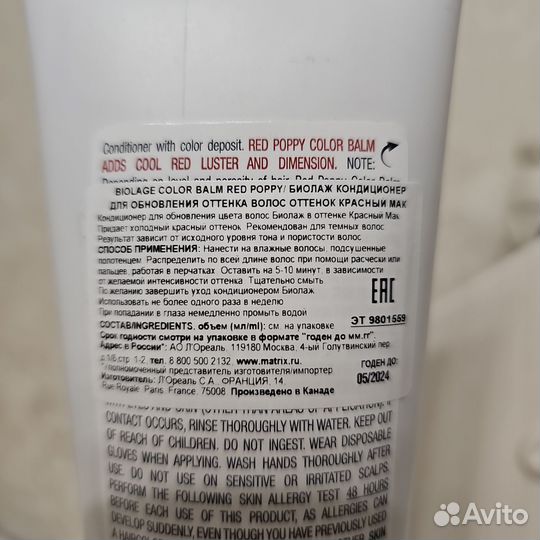 Conditioner with color deposit. RED POPPY COLOR BALM
ADDS COOL RED LUSTER AND DIMENSION. NOTE:
BIOLAGE COLOR BALM RED POPPY/ БИОЛАЖ КОНДИЦИОНЕР
ДЛЯ ОБНОВЛЕНИЯ ОТТЕНКА ВОЛОС ОТТЕНОК КРАСНЫЙ МАК
Кондиционер для обновления цвета волос Биолаж в оттенке Красный Мак
Придает холодный красный оттенок. Рекомендован для темных волос
Результат зависит от исходного уровня тона и пористости волос
СПОСОБ ПРИМЕНЕНИЯ: Нанести на влажные волосы, подсушенные
полотенцем. Распределить по всей длине волос при помощи расчески или
пальцев, работая в перчатках. Оставить на 5-10 минут, в зависимости
от желаемой интенсивности оттенка. Тщательно смыть
По желанию завершить уход кондиционером Биолаж
Использовать не более одного раза в неделю
При попадании в глаза немедленно промыть водой
EAC
СОСТАВ/INGREDIENTS, объем (мл/ml): см. на упаковке
ЭТ 9801559
Срок годности смотри на упаковке в формате "годен до мм.гг".
Адрес в России*: АО Л'Ореаль, 119180 Москва, 4-ый Голутвинский пер.
д.1/8,стр. 1-2, тел. 8 800 500 2132 www.matrix.ru.
ГОДЕН ДО:
*Уполномоченный представитель изготовителя/Импортер
05/2024
Изготовитель: Л'Ореаль С.А., ФРАНЦИЯ, 14,
Rue Royale, Paris, France, 75008 Произведено в Канаде
CONTACT OCCURS, RINSE THOROUGHLY WITH WATER. KEEP OUT
OF REACH OF CHILDREN. DO NOT INGEST. WEAR DISPOSABLE
GLOVES WHEN APPLYING. WASH HANDS THOROUGHLY AFTER
USE. DO NOT USE ON SENSITIVE OR IRRITATED SCALPS.
PERFORM THE FOLLOWING SKIN ALLERGY TEST 48 HOURS
BEFORE EACH USE OF THIS PRODUCT, AS ALLERGIES CAN
DEVELOP SUDDENLY, EVEN THOUGH YOU HAVE PREVIOUSLY USED
Avito